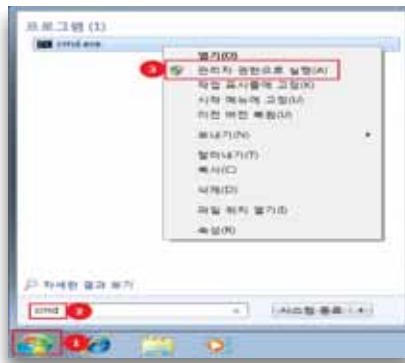 프로그램 (1)
cmd.exe
열기(O)
3
관리자 권한으로 실행(A)
작업 표시줄에 고정(K)
시작 메뉴에 고정(U)
이전 버전 복원(V)
보내기(N)
잘라내기(T)
복사(C)
삭제(D)
파일 위치 열기(I)
속성(R)
자세한 결과 보기
cmd
2
×
시스템 종료
1